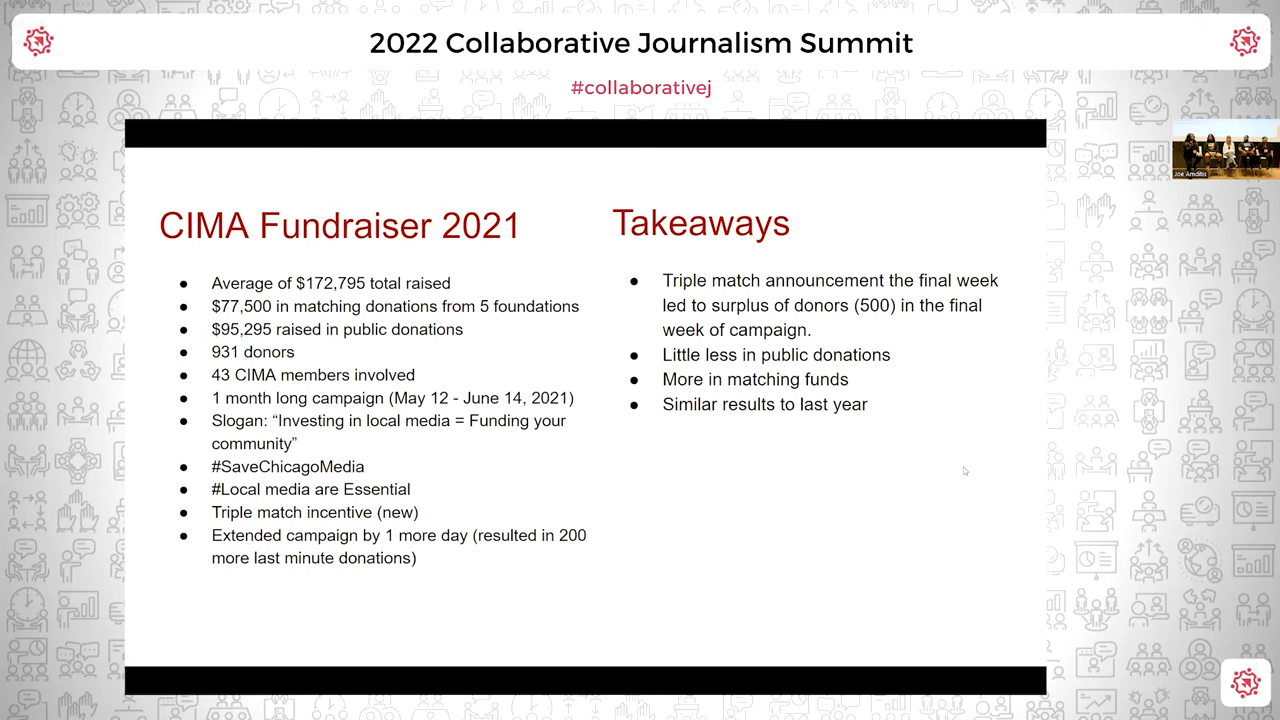 2022 Collaborative Journalism Summit
#collaborativej
CIMA Fundraiser 2021
Average of $172,795 total raised
$77,500 in matching donations from 5 foundations
$95,295 raised in public donations
931 donors
43 CIMA members involved
1 month long campaign (May 12 - June 14, 2021)
Slogan: “Investing in local media = Funding your
community”
#SaveChicagoMedia
#Local media are Essential
Triple match incentive (new)
Extended campaign by 1 more day (resulted in 200
more last minute donations)
Takeaways
Triple match announcement the final week
led to surplus of donors (500) in the final
week of campaign.
Little less in public donations
More in matching funds
Similar results to last year
Joe Amditis